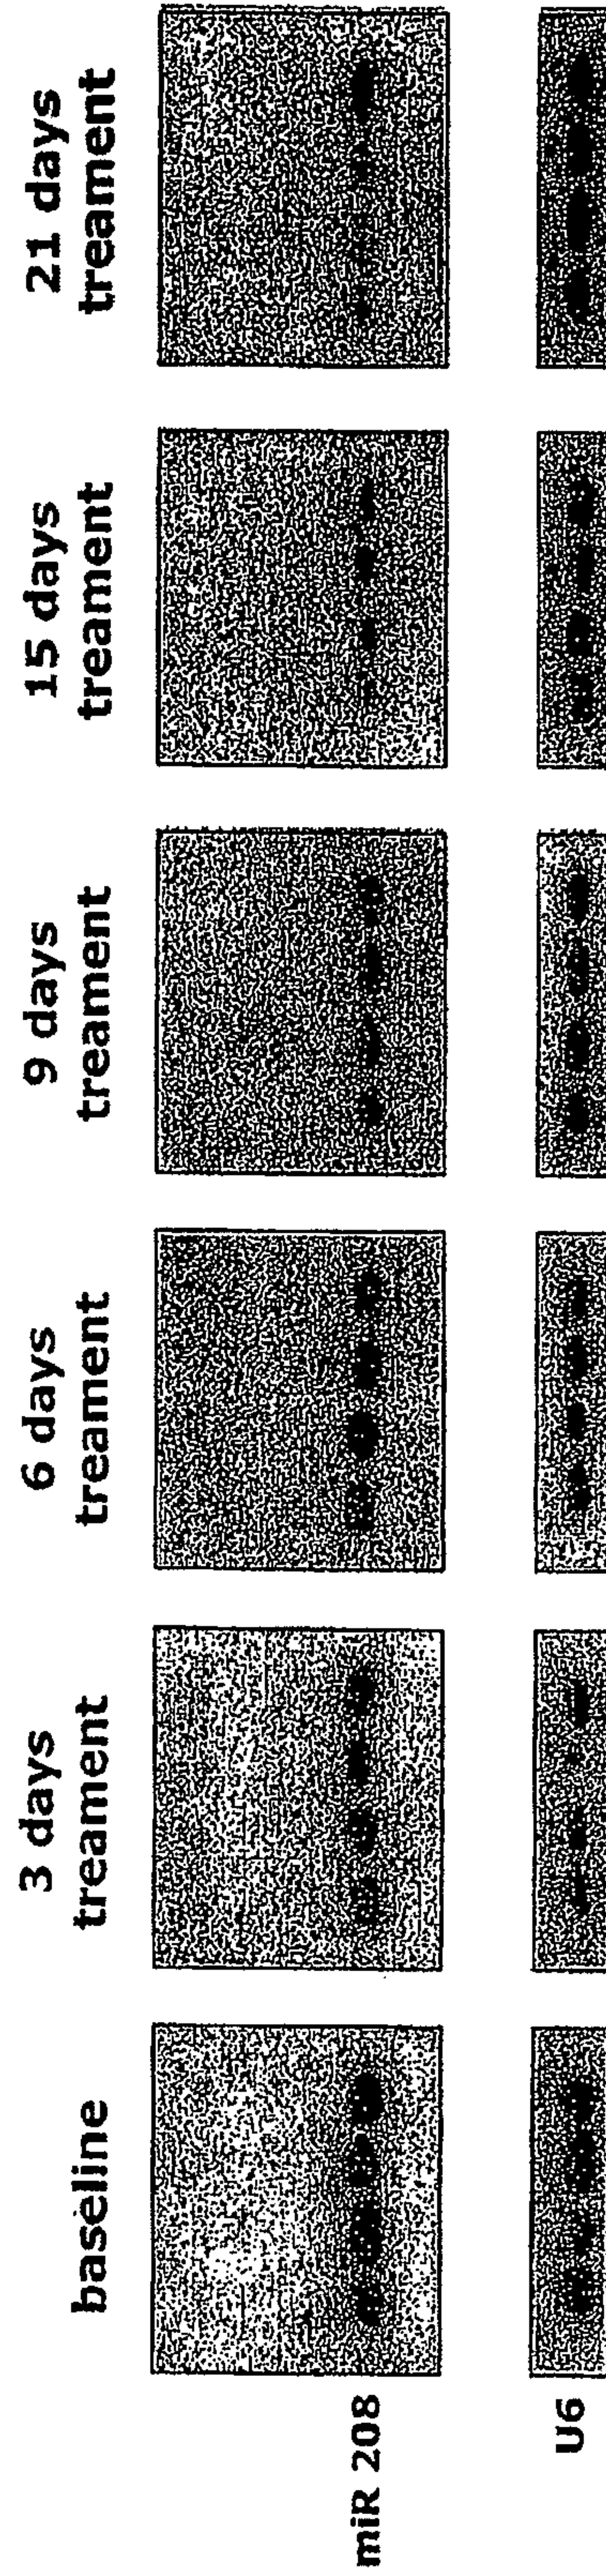 baseline
3 days
treament
6 days
treament
9 days
treament
15 days
treament
21 days
treament
miR 208
U6